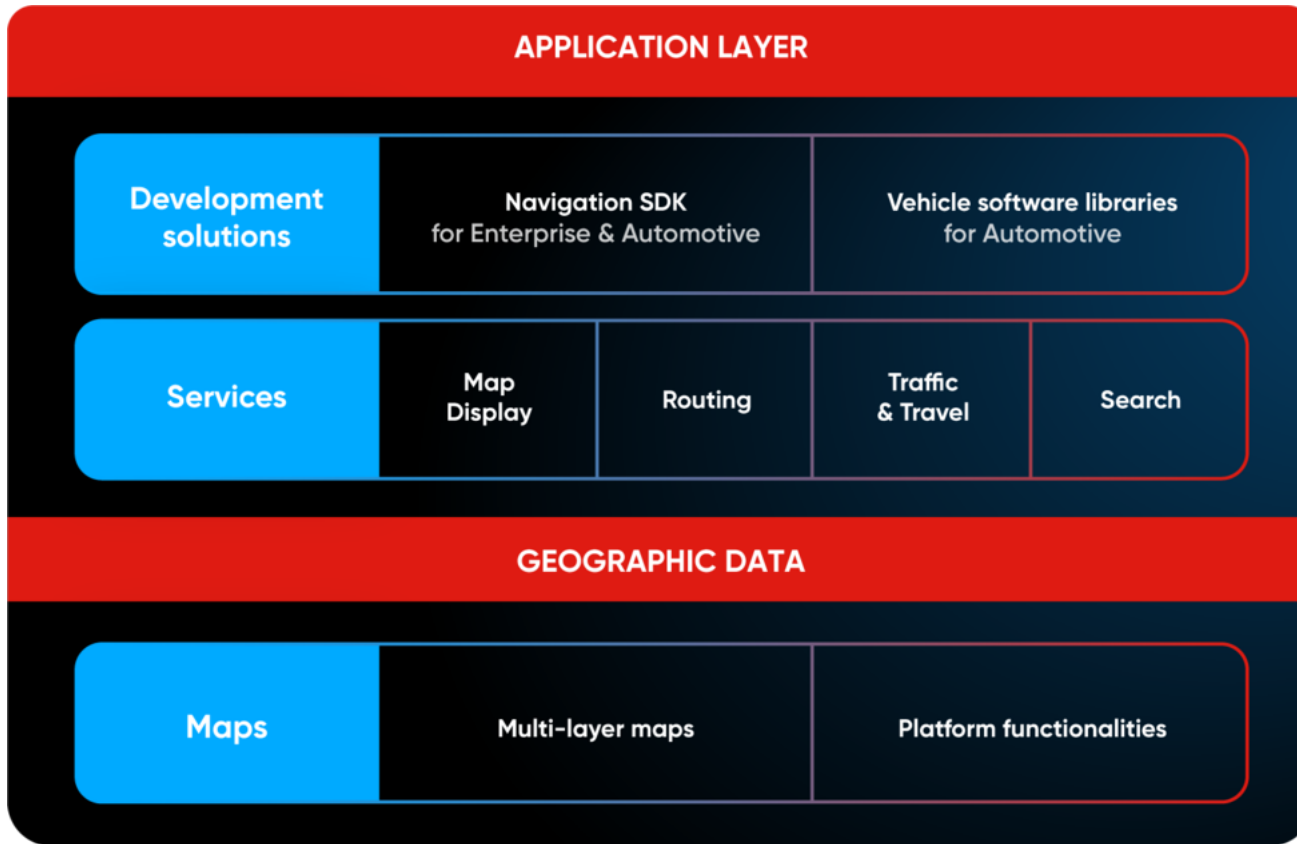 APPLICATION LAYER
Development
solutions
Navigation SDK
for Enterprise & Automotive
Vehicle software libraries
for Automotive
Services
Map
Display
Routing
Traffic
& Travel
Search
GEOGRAPHIC DATA
Maps
Multi-layer maps
Platform functionalities